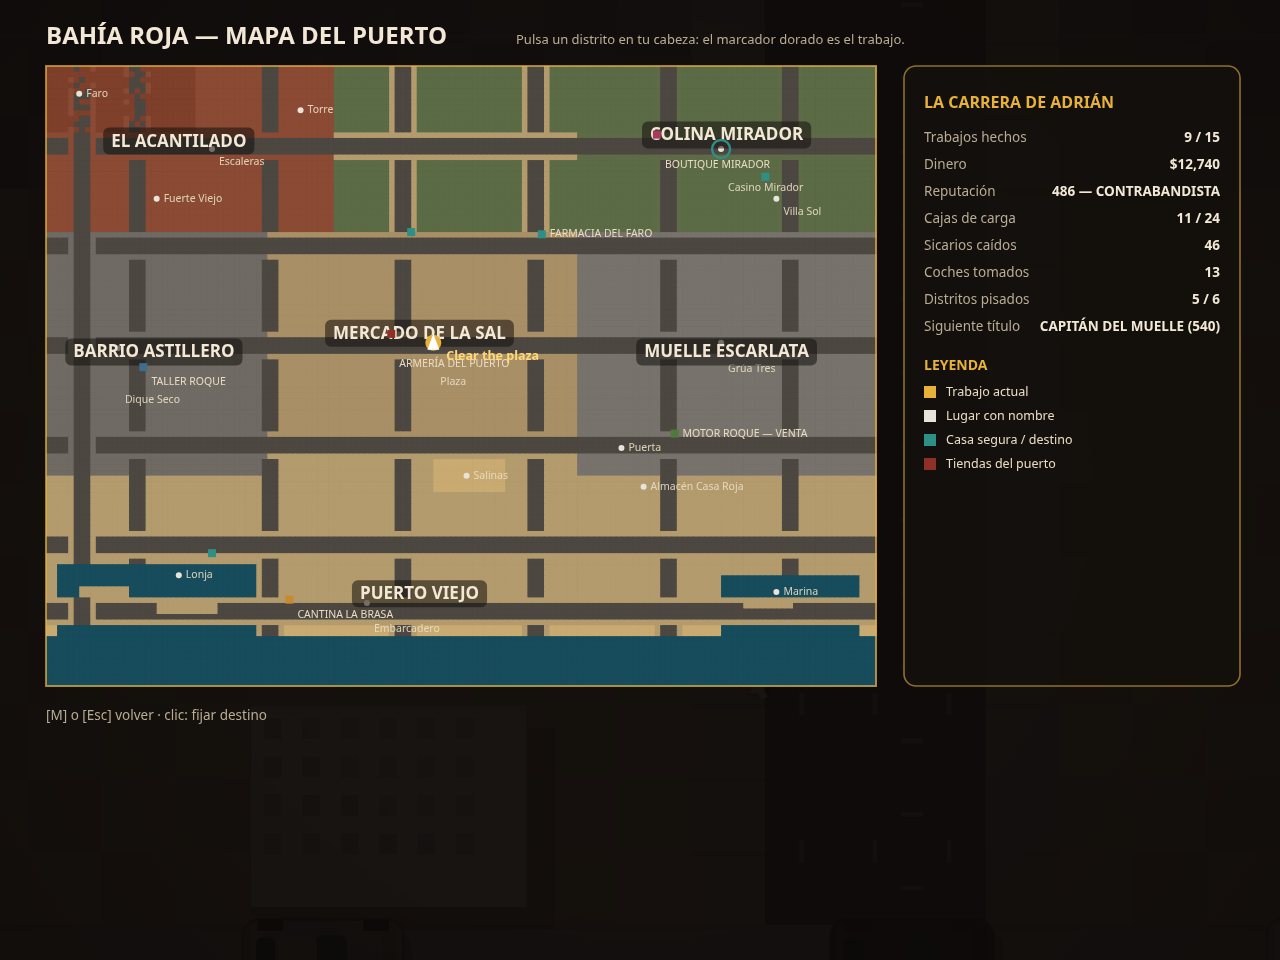 BAHÍA ROJA — MAPA DEL PUERTO
Pulsa un distrito en tu cabeza: el marcador dorado es el trabajo.
Faro
Torre
EL ACANTILADO
Escaleras
Fuerte Viejo
COLINA MIRADOR
BOUTIQUE MIRADOR
Casino Mirador
Villa Sol
FARMACIA DEL FARO
MERCADO DE LA SAL
Clear the plaza
ARMERÍA DEL PUERTO
Plaza
BARRIO ASTILLERO
TALLER ROQUE
Dique Seco
MUELLE ESCARLATA
Grúa Tres
MOTOR ROQUE — VENTA
Puerta
Salinas
Almacén Casa Roja
Lonja
PUERTO VIEJO
CANTINA LA BRASA
Embarcadero
Marina
LA CARRERA DE ADRIÁN
Trabajos hechos 9 / 15
Dinero $12,740
Reputación 486 — CONTRABANDISTA
Cajas de carga 11 / 24
Sicarios caídos 46
Coches tomados 13
Distritos pisados 5 / 6
Siguiente título CAPITÁN DEL MUELLE (540)
LEYENDA
Trabajo actual
Lugar con nombre
Casa segura / destino
Tiendas del puerto
[M] o [Esc] volver · clic: fijar destino